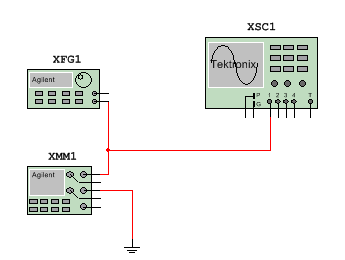 XSC1
XFG1
Tektronix
Agilent
P
G
1 2 3 4 T
XMM1
Agilent